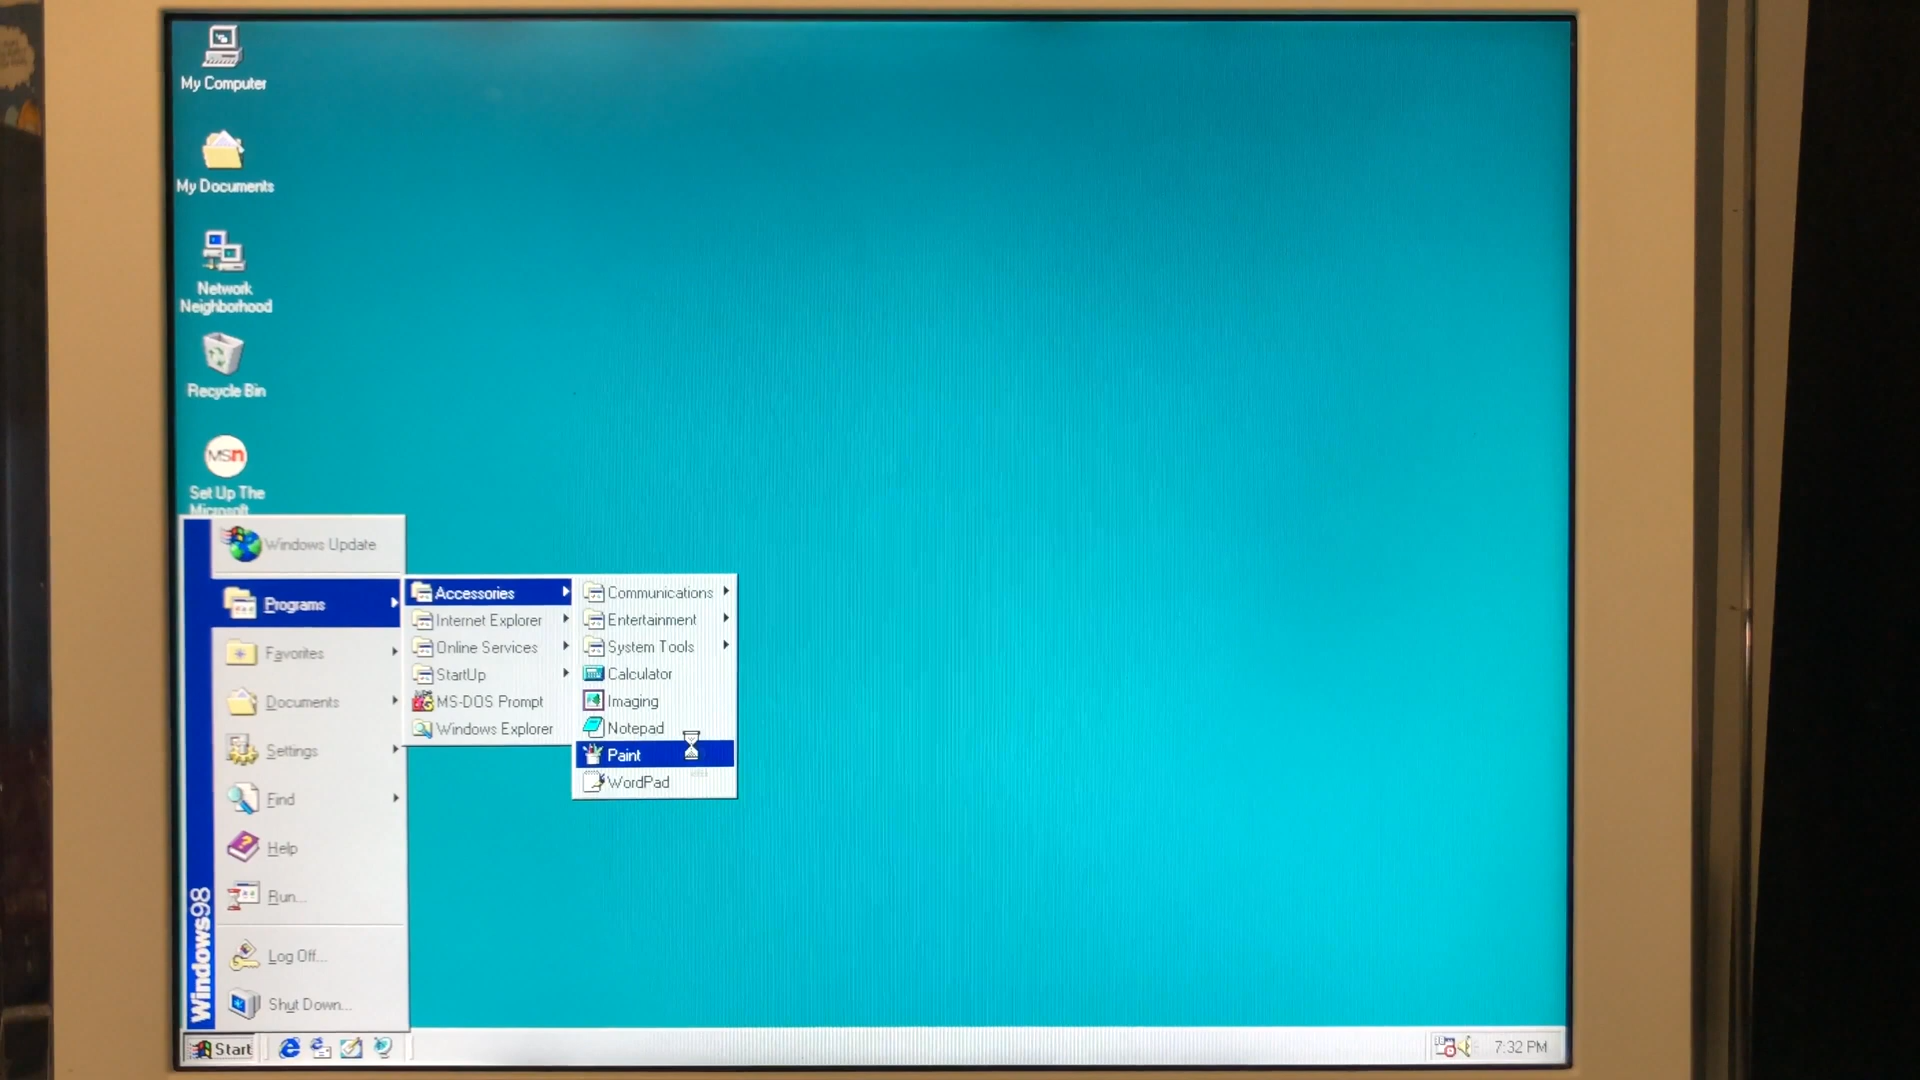 My Computer
My Documents
Network
Neighborhood
Recycle Bin
MSn
Set Up The
Microsoft
Windows Update
Programs
Favorites
Documents
Settings
Find
Help
Run...
Log Off...
Shut Down...
Windows98
Accessories
Internet Explorer
Online Services
StartUp
MS-DOS Prompt
Windows Explorer
Communications
Entertainment
System Tools
Calculator
Imaging
Notepad
Paint
WordPad
Start
7:32 PM